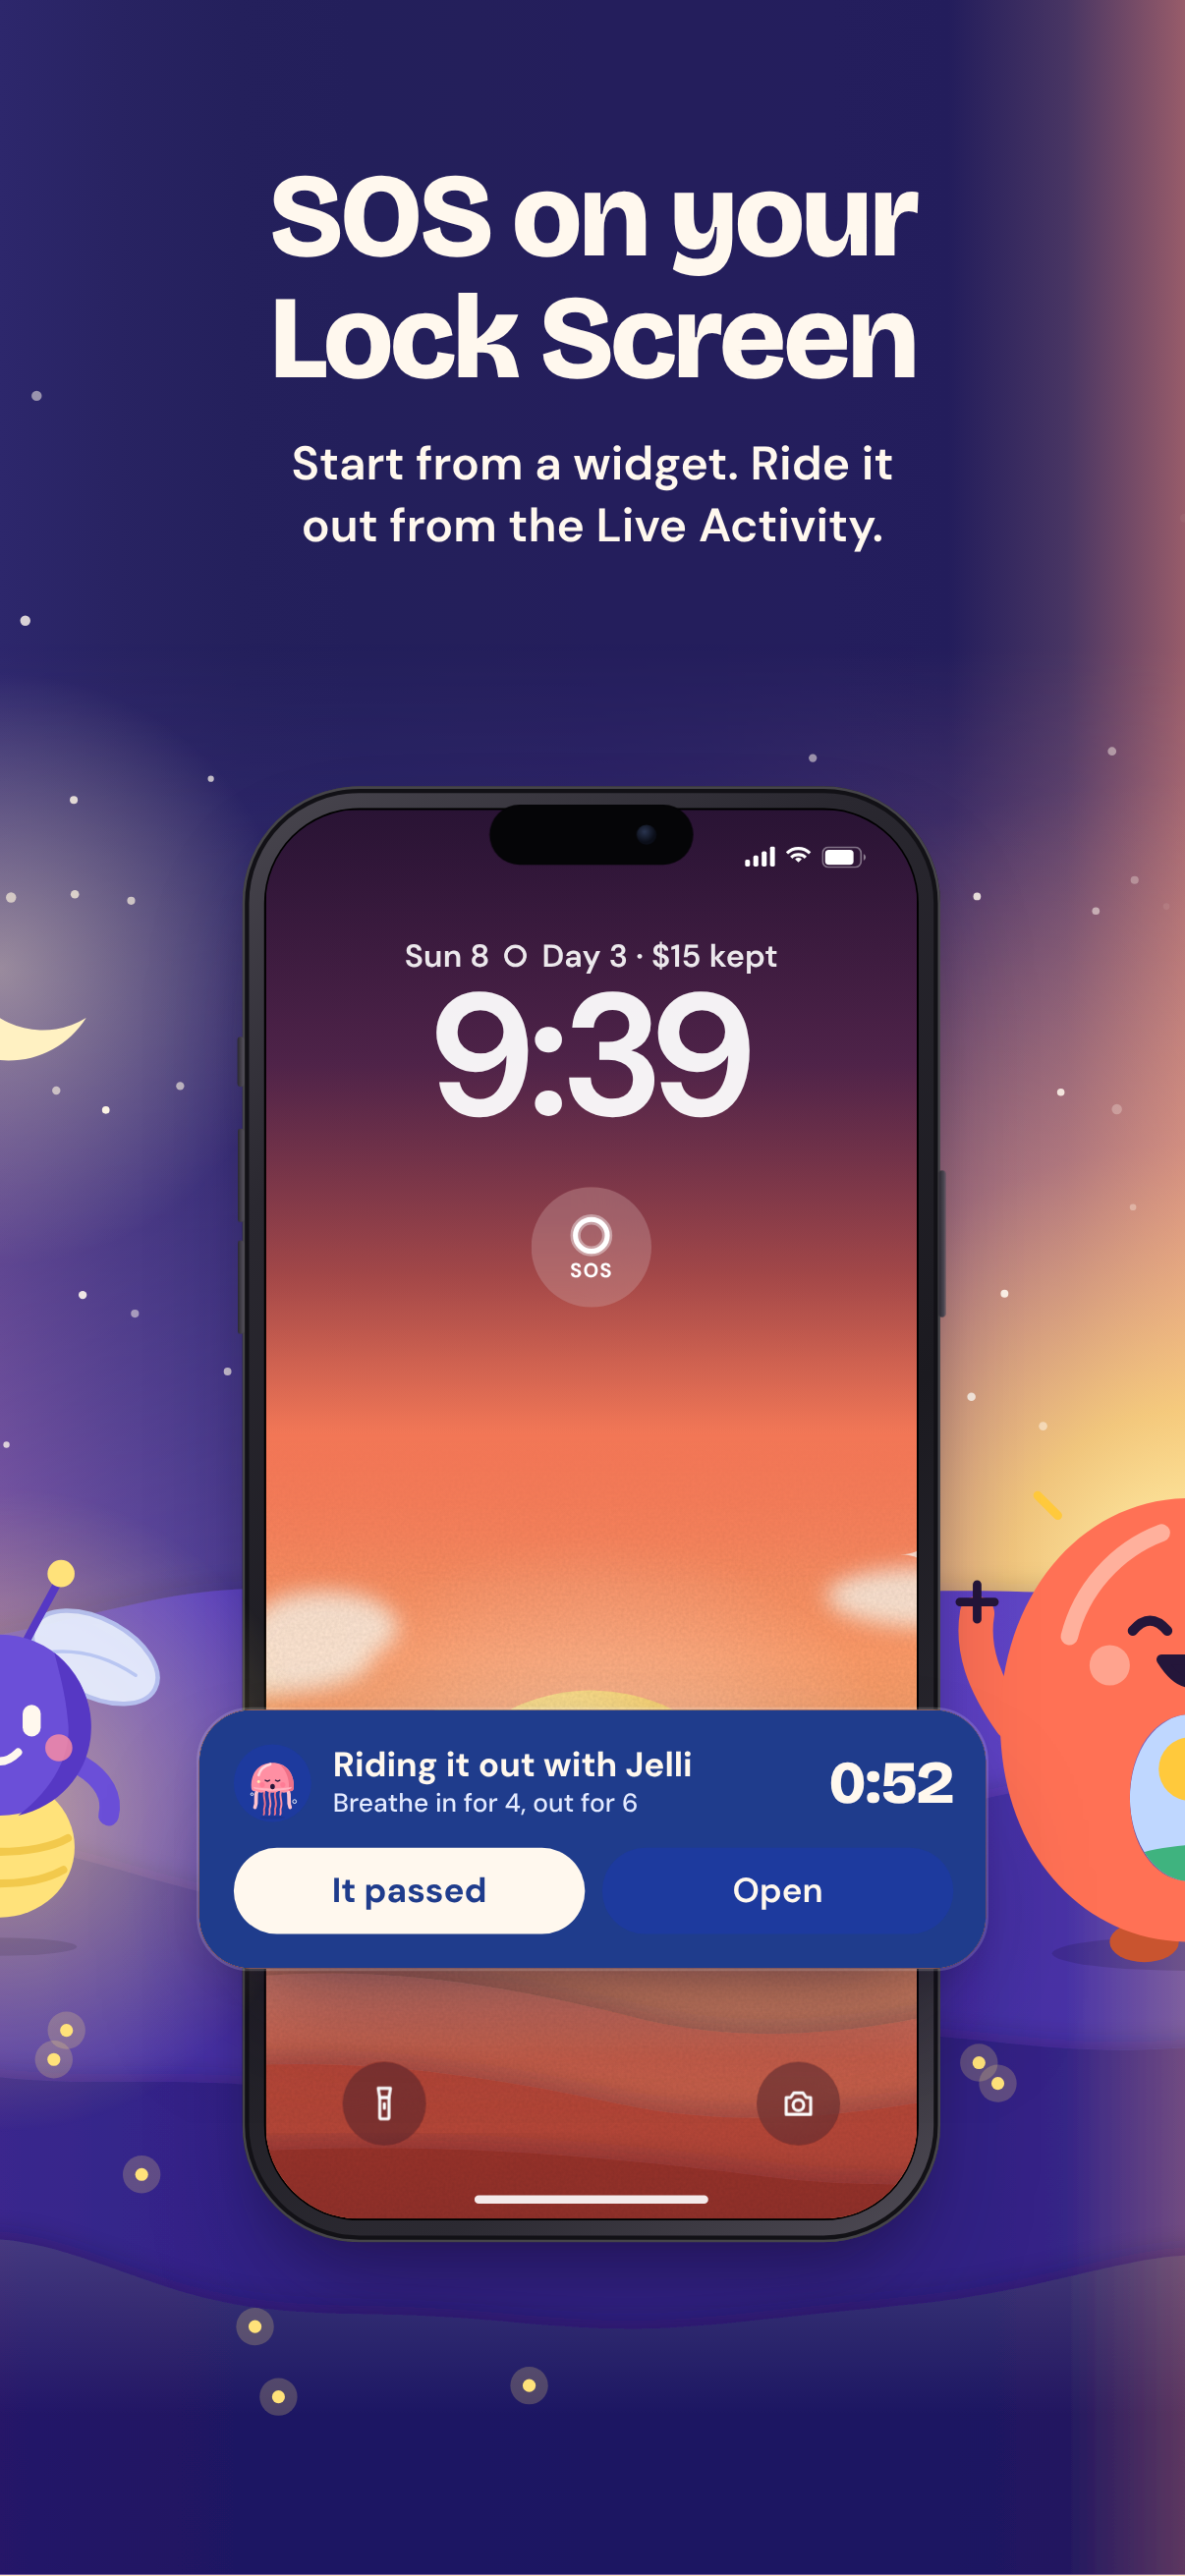 SOS on your
Lock Screen
Start from a widget. Ride it
out from the Live Activity.
Sun 8 Day 3 · $15 kept
9:39
SOS
Riding it out with Jelli
Breathe in for 4, out for 6
0:52
It passed
Open